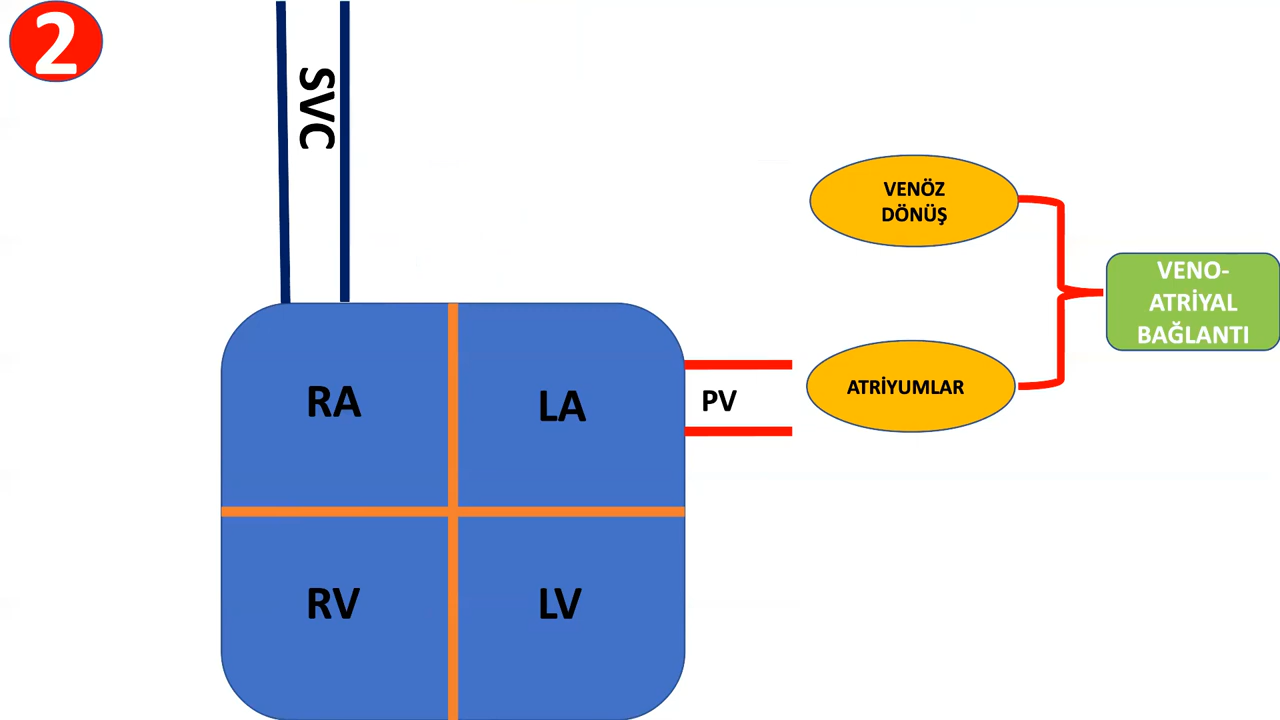 2
SVC
VENÖZ
DÖNÜŞ
VENO-
ATRİYAL
BAĞLANTI
RA
LA
PV
ATRİYUMLAR
RV
LV